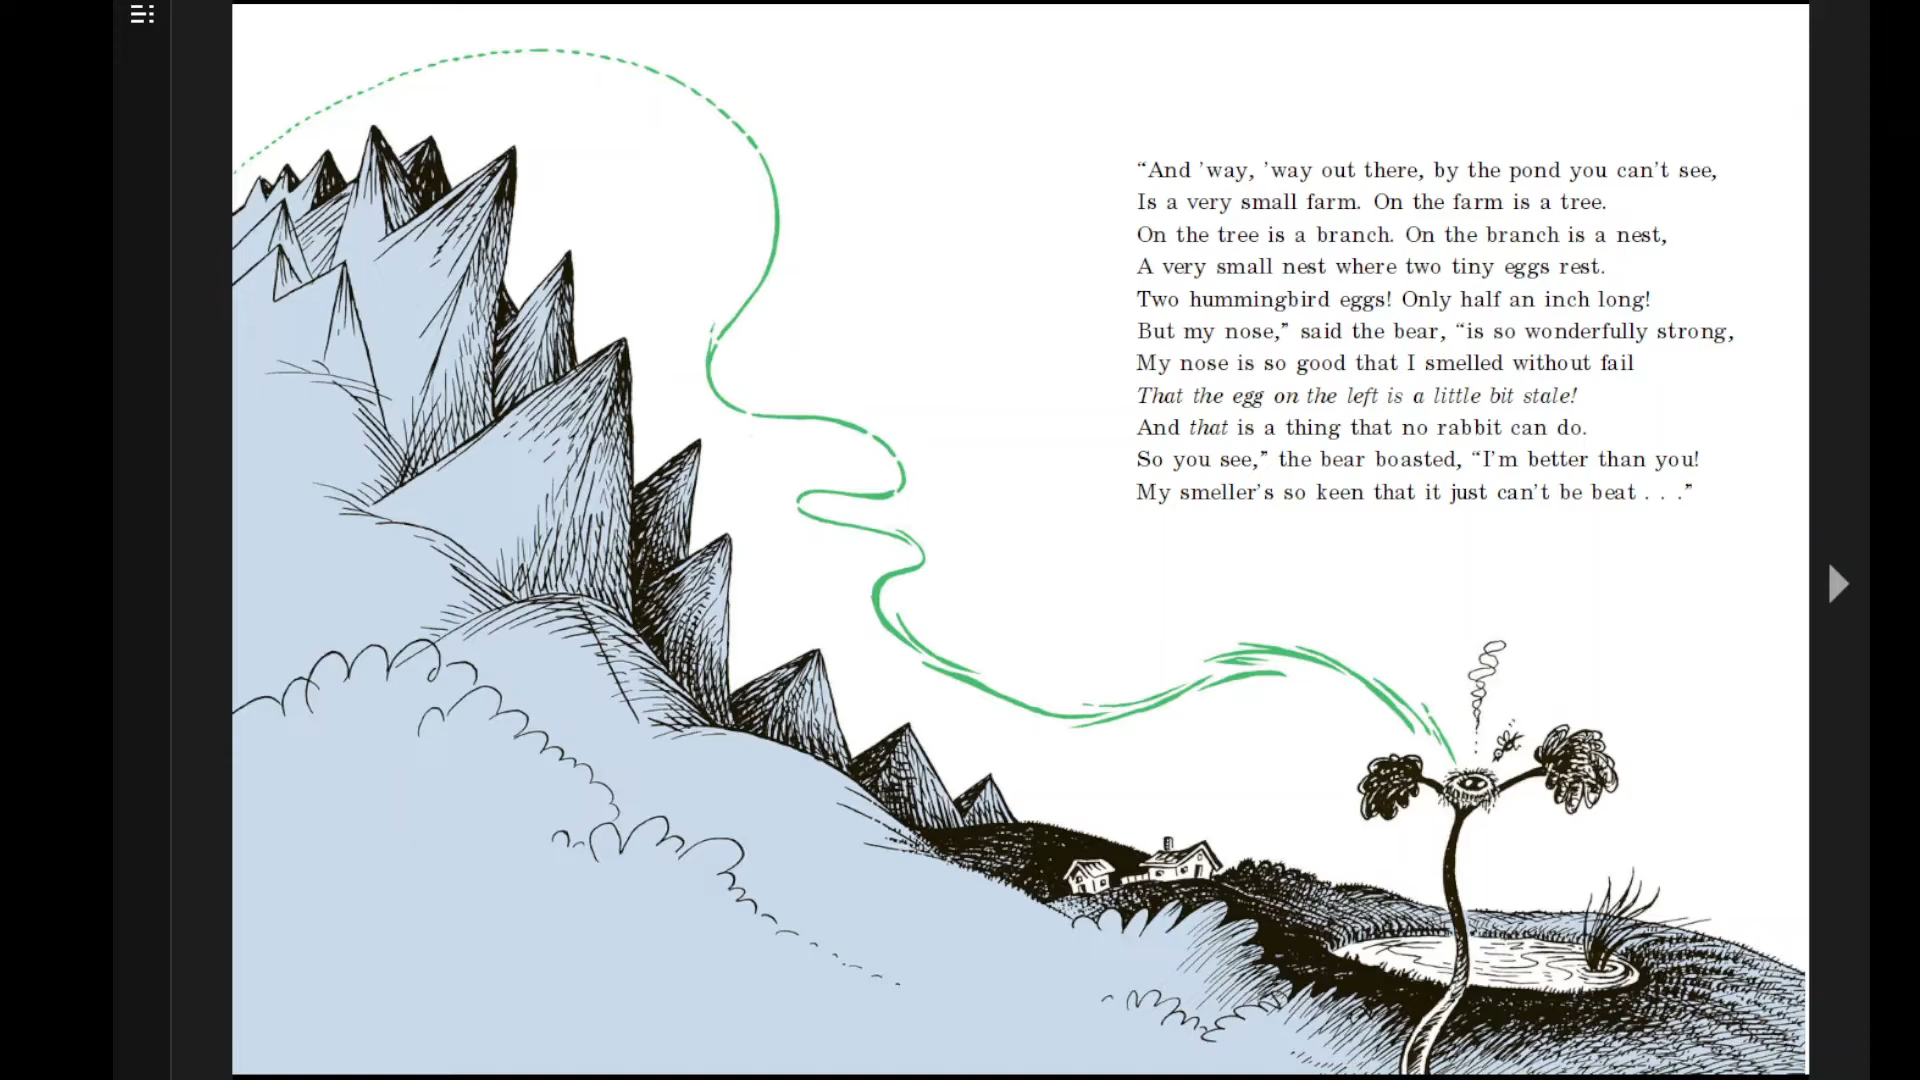 “And ’way, ’way out there, by the pond you can’t see,
Is a very small farm. On the farm is a tree.
On the tree is a branch. On the branch is a nest,
A very small nest where two tiny eggs rest.
Two hummingbird eggs! Only half an inch long!
But my nose,” said the bear, “is so wonderfully strong,
My nose is so good that I smelled without fail
That the egg on the left is a little bit stale!
And that is a thing that no rabbit can do.
So you see,” the bear boasted, “I’m better than you!
My smeller’s so keen that it just can’t be beat . . .”